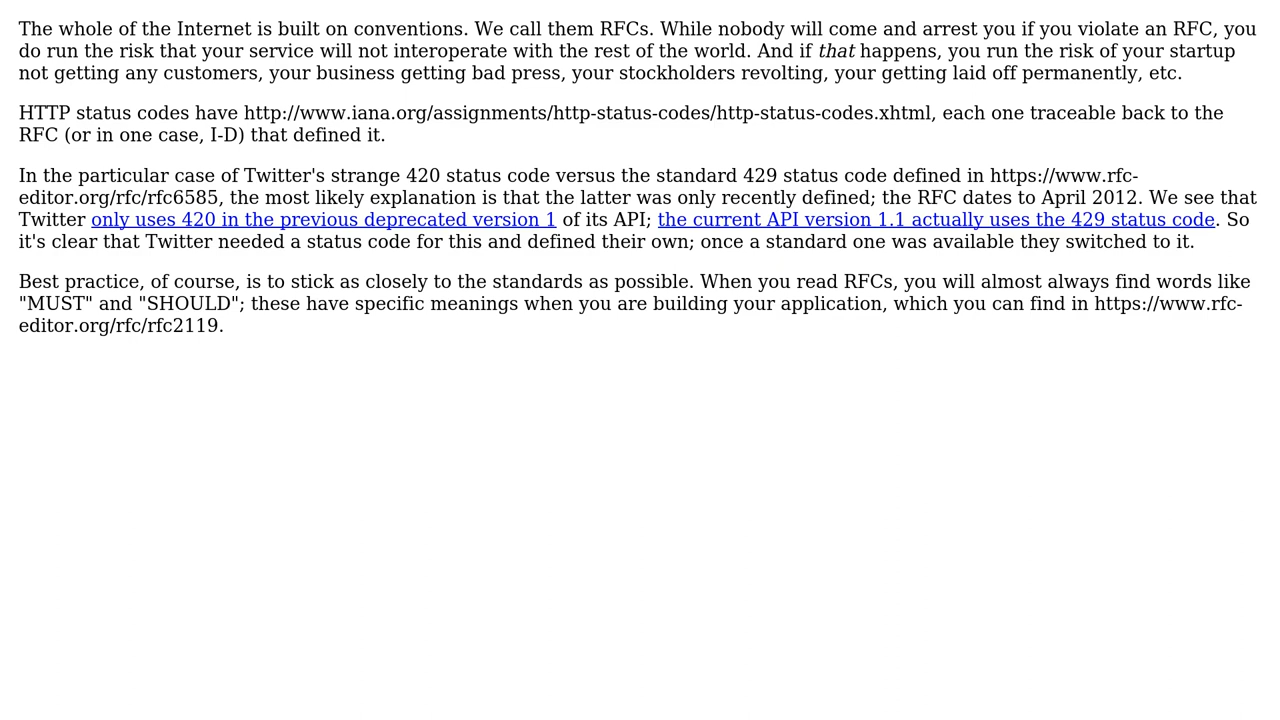 The whole of the Internet is built on conventions. We call them RFCs. While nobody will come and arrest you if you violate an RFC, you
do run the risk that your service will not interoperate with the rest of the world. And if that happens, you run the risk of your startup
not getting any customers, your business getting bad press, your stockholders revolting, your getting laid off permanently, etc.
HTTP status codes have http://www.iana.org/assignments/http-status-codes/http-status-codes.xhtml, each one traceable back to the
RFC (or in one case, I-D) that defined it.
In the particular case of Twitter's strange 420 status code versus the standard 429 status code defined in https://www.rfc-
editor.org/rfc/rfc6585, the most likely explanation is that the latter was only recently defined; the RFC dates to April 2012. We see that
Twitter only uses 420 in the previous deprecated version 1 of its API; the current API version 1.1 actually uses the 429 status code. So
it's clear that Twitter needed a status code for this and defined their own; once a standard one was available they switched to it.
Best practice, of course, is to stick as closely to the standards as possible. When you read RFCs, you will almost always find words like
"MUST" and "SHOULD"; these have specific meanings when you are building your application, which you can find in https://www.rfc-
editor.org/rfc/rfc2119.